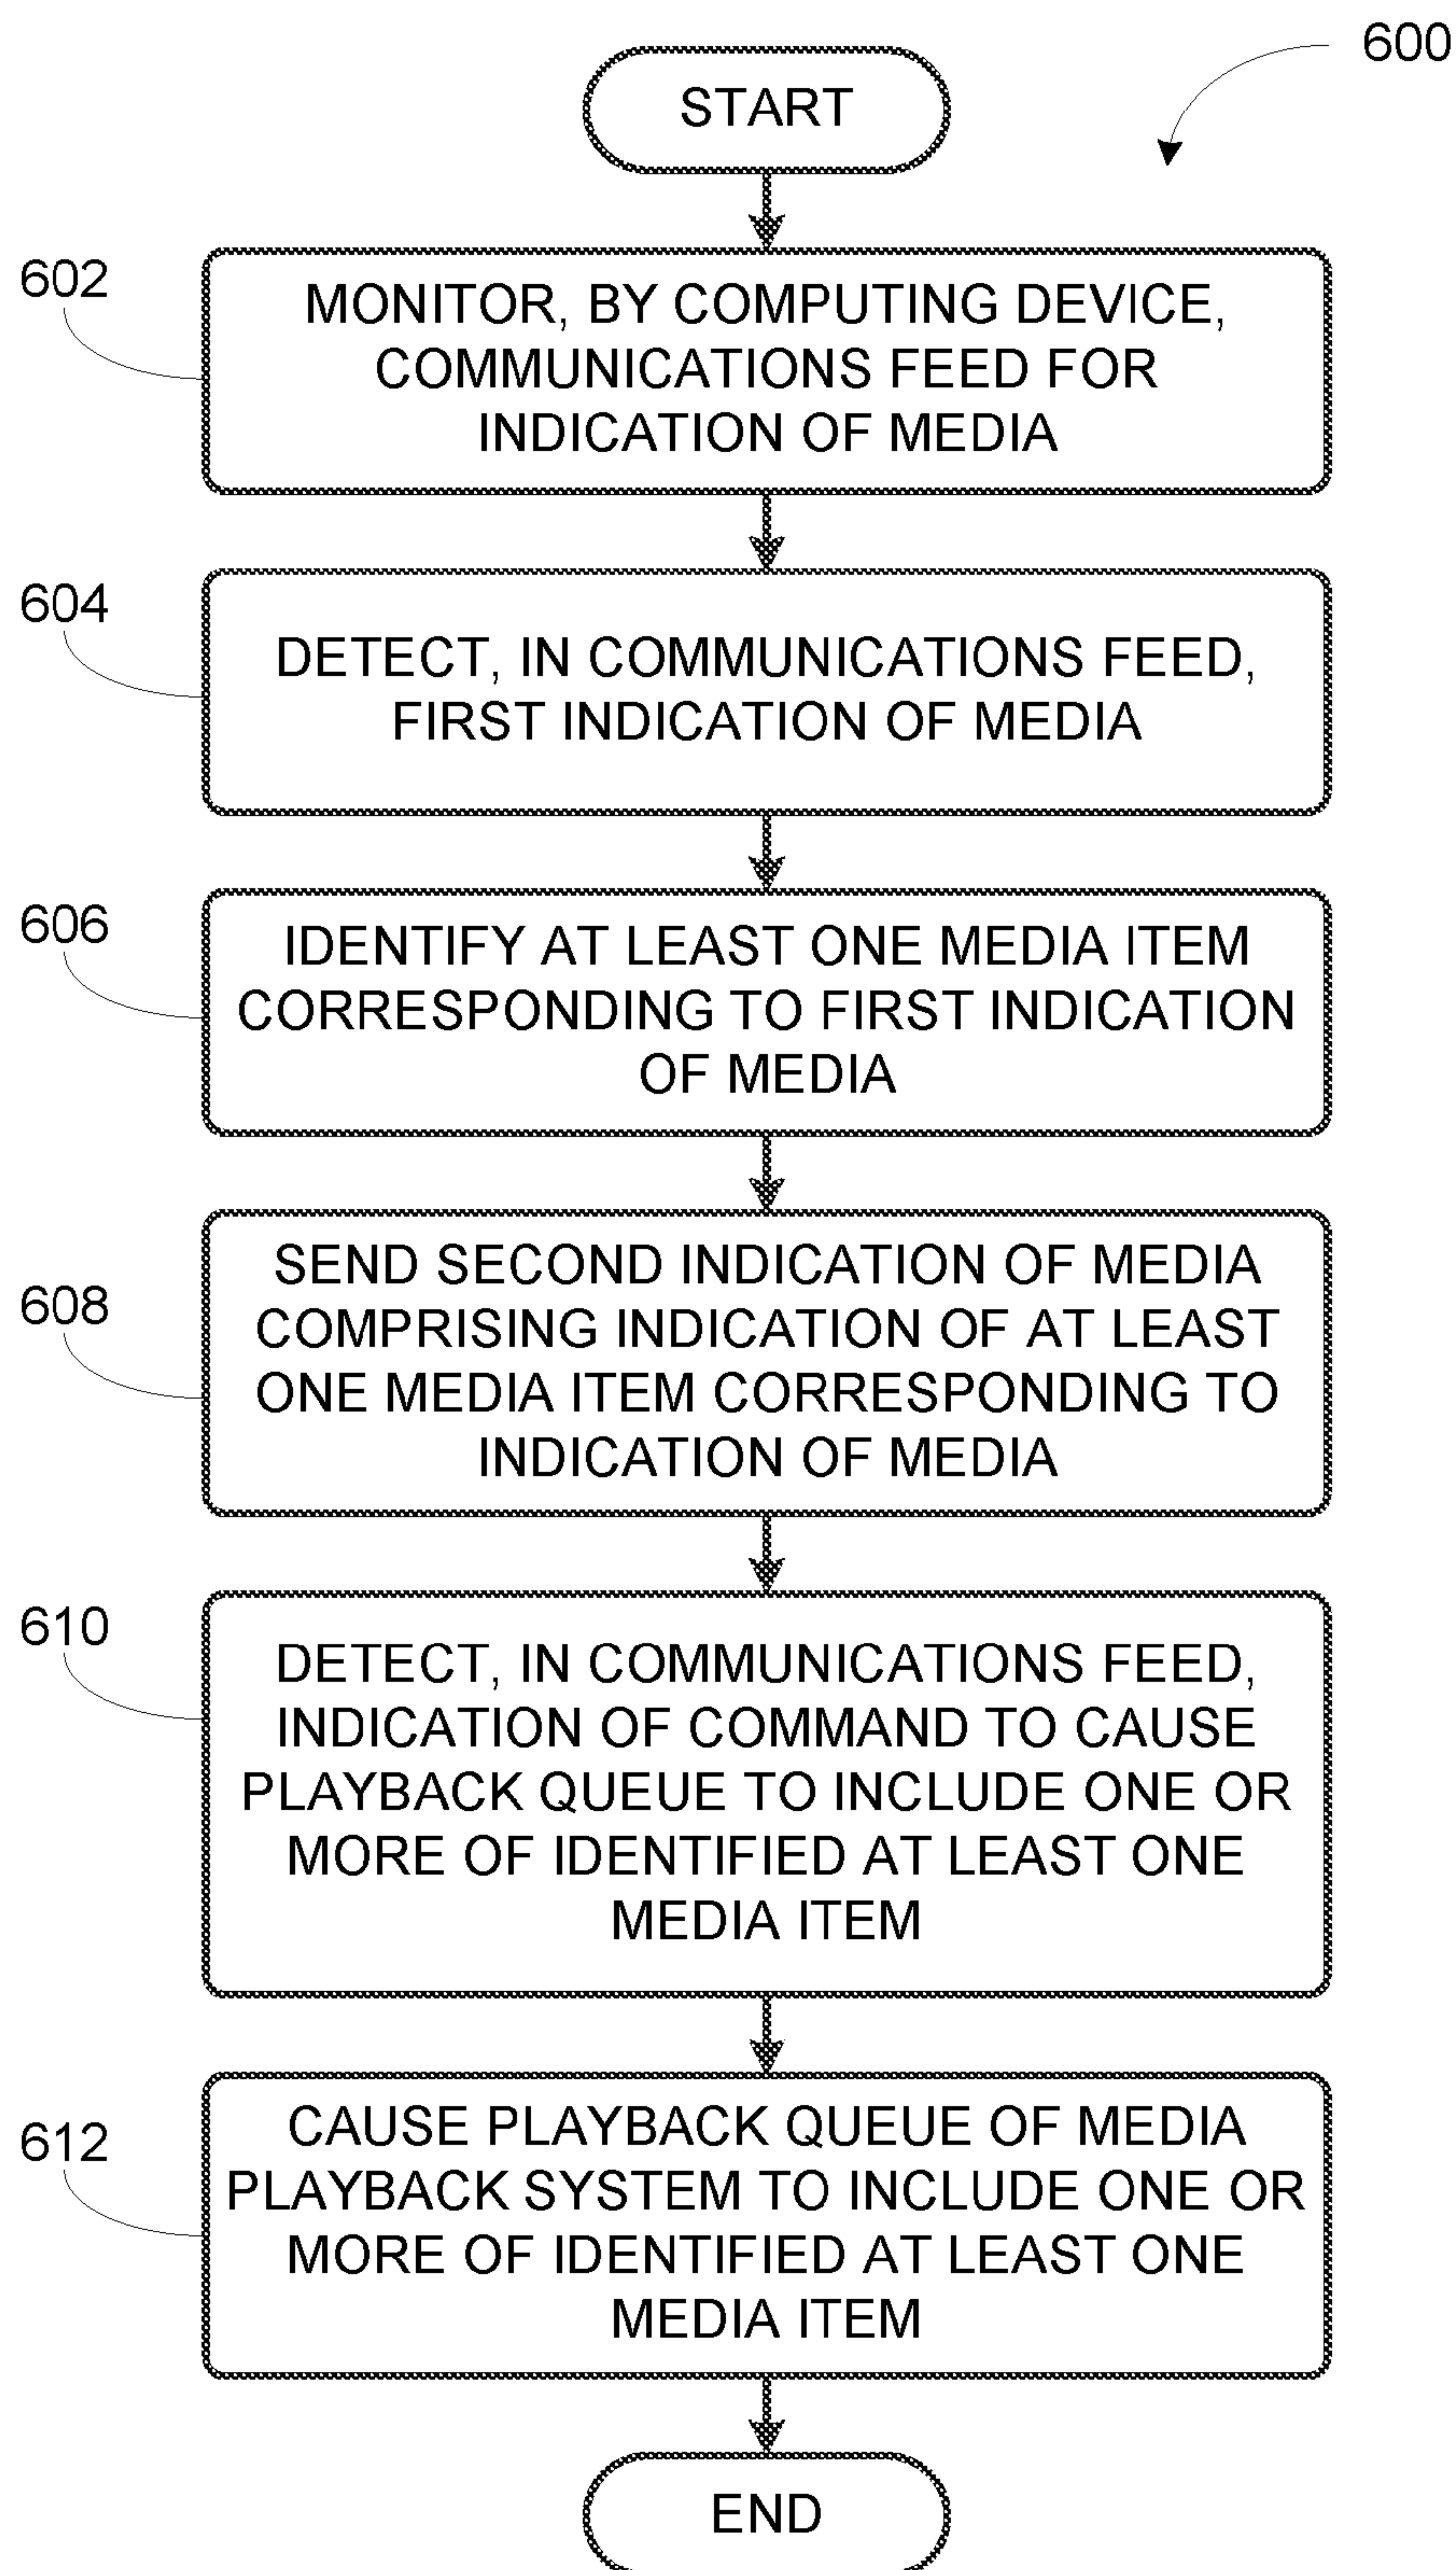 600
START
602
MONITOR, BY COMPUTING DEVICE,
COMMUNICATIONS FEED FOR
INDICATION OF MEDIA
604
DETECT, IN COMMUNICATIONS FEED,
FIRST INDICATION OF MEDIA
606
IDENTIFY AT LEAST ONE MEDIA ITEM
CORRESPONDING TO FIRST INDICATION
OF MEDIA
608
SEND SECOND INDICATION OF MEDIA
COMPRISING INDICATION OF AT LEAST
ONE MEDIA ITEM CORRESPONDING TO
INDICATION OF MEDIA
610
DETECT, IN COMMUNICATIONS FEED,
INDICATION OF COMMAND TO CAUSE
PLAYBACK QUEUE TO INCLUDE ONE OR
MORE OF IDENTIFIED AT LEAST ONE
MEDIA ITEM
612
CAUSE PLAYBACK QUEUE OF MEDIA
PLAYBACK SYSTEM TO INCLUDE ONE OR
MORE OF IDENTIFIED AT LEAST ONE
MEDIA ITEM
END